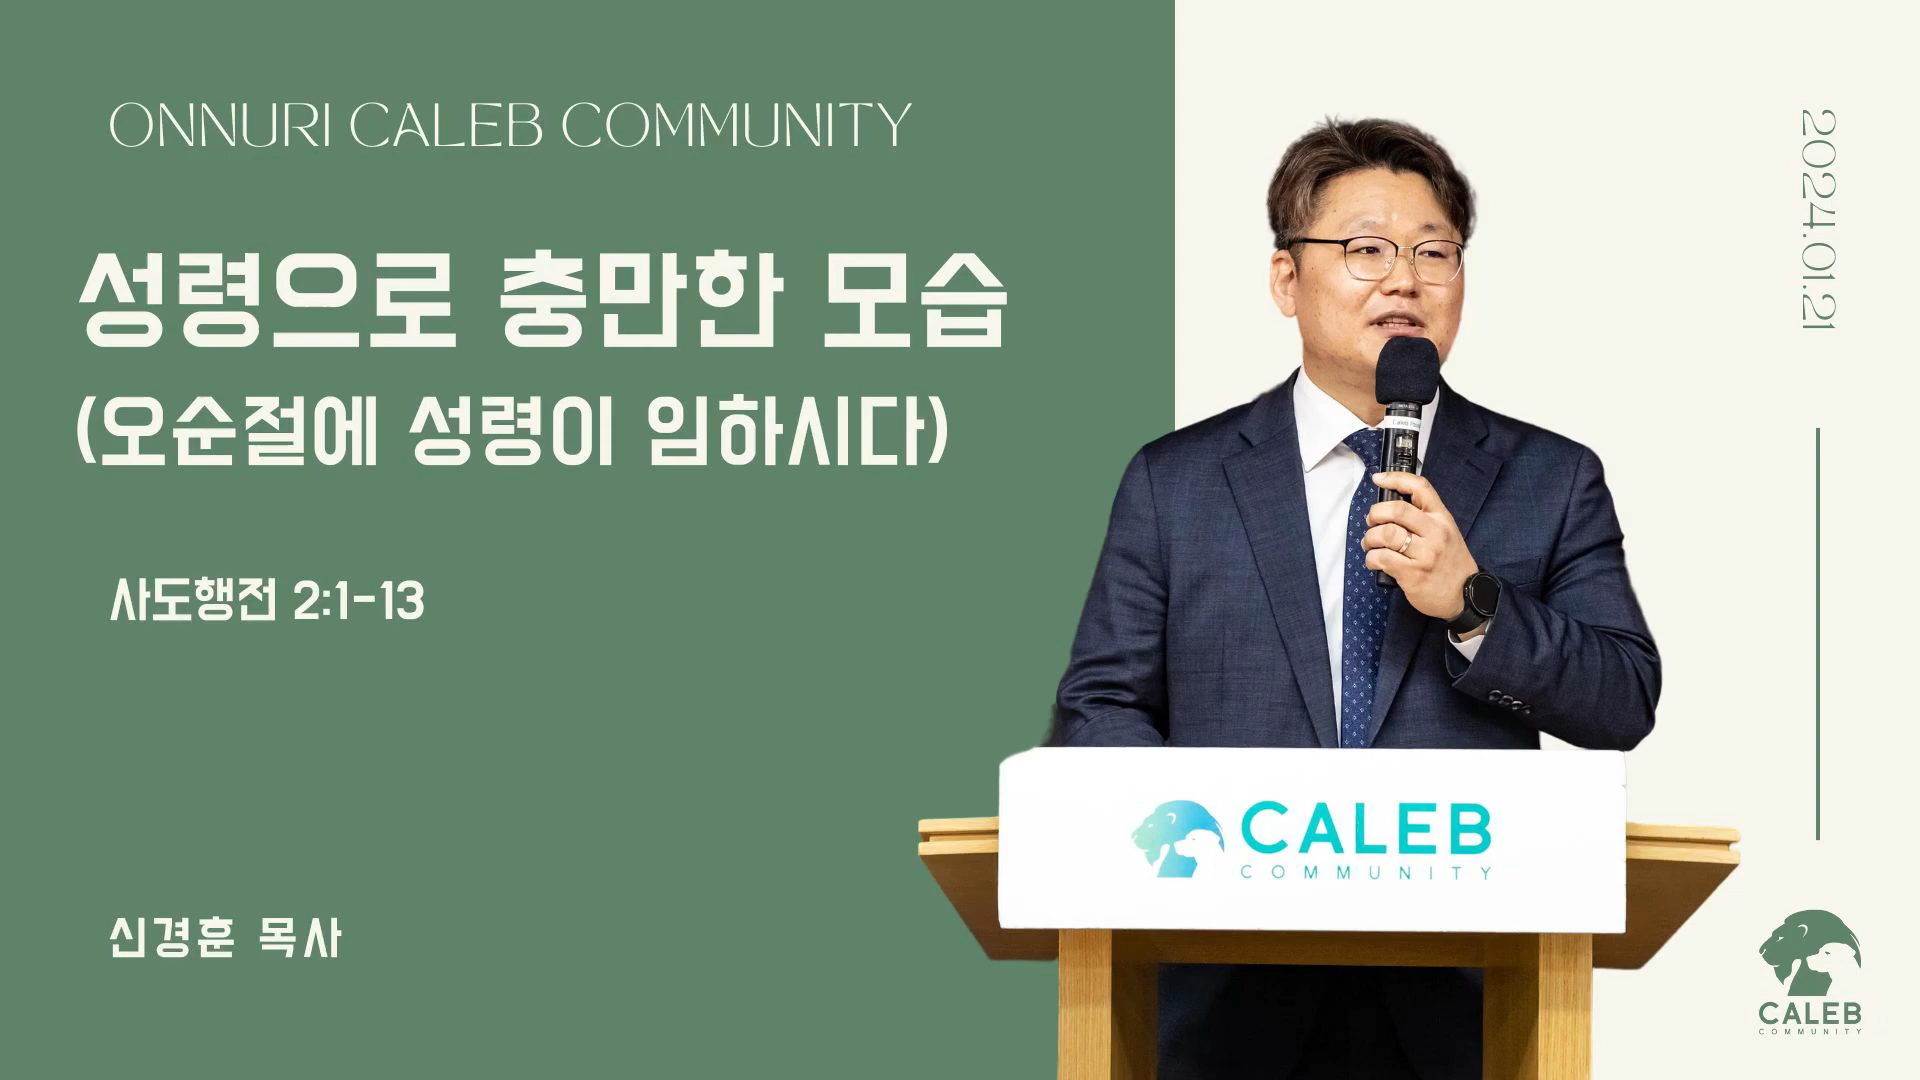 ONNURI CALEB COMMUNITY
성령으로 충만한 모습
(오순절에 성령이 임하시다)
사도행전 2:1-13
신경훈 목사
2024.01.21
CALEB
COMMUNITY
CALEB
COMMUNITY